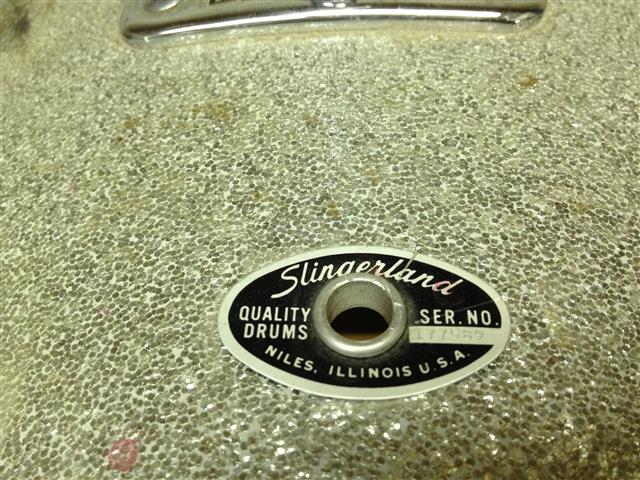 Slingerland
QUALITY DRUMS
SER. NO.
NILES, ILLINOIS U.S.A.